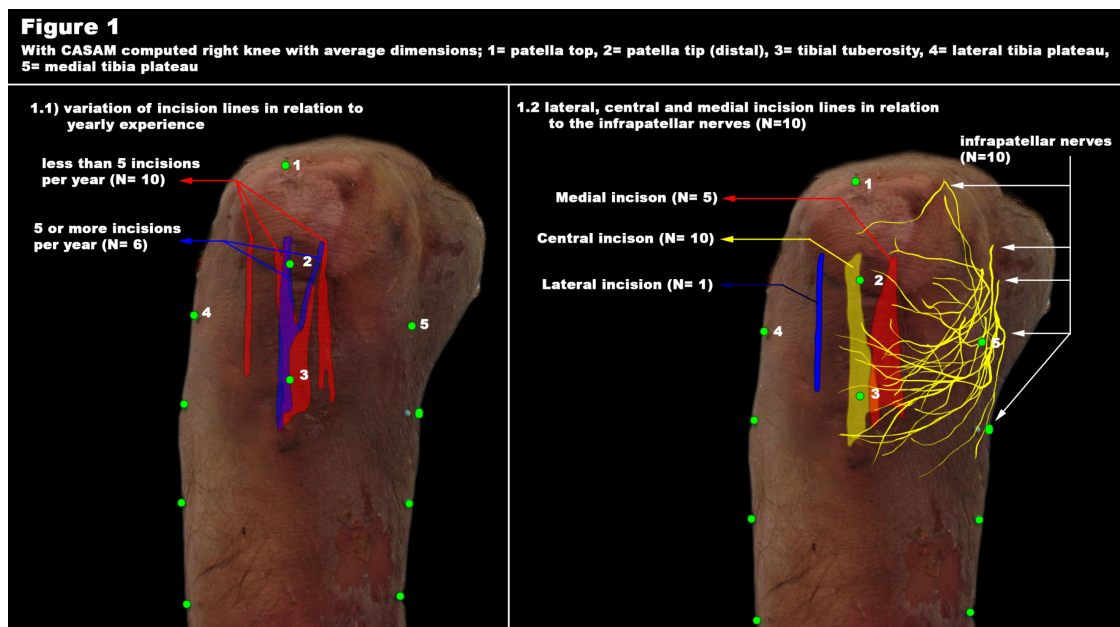 Figure 1
With CASAM computed right knee with average dimensions; 1= patella top, 2= patella tip (distal), 3= tibial tuberosity, 4= lateral tibia plateau,
5= medial tibia plateau
1.1) variation of incision lines in relation to
yearly experience
less than 5 incisions
per year (N= 10)
5 or more incisions
per year (N= 6)
1
2
3
4
5
1.2 lateral, central and medial incision lines in relation
to the infrapatellar nerves (N=10)
infrapatellar nerves
(N=10)
Medial incison (N= 5)
Central incison (N= 10)
Lateral incision (N= 1)
1
2
3
4
5